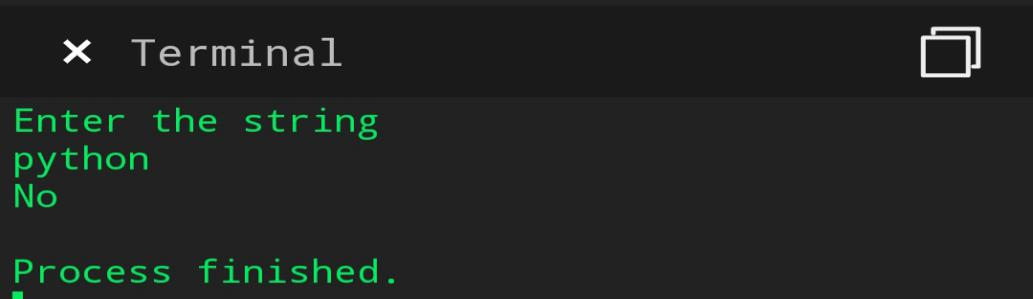 Terminal
Enter the string
python
No
Process finished.